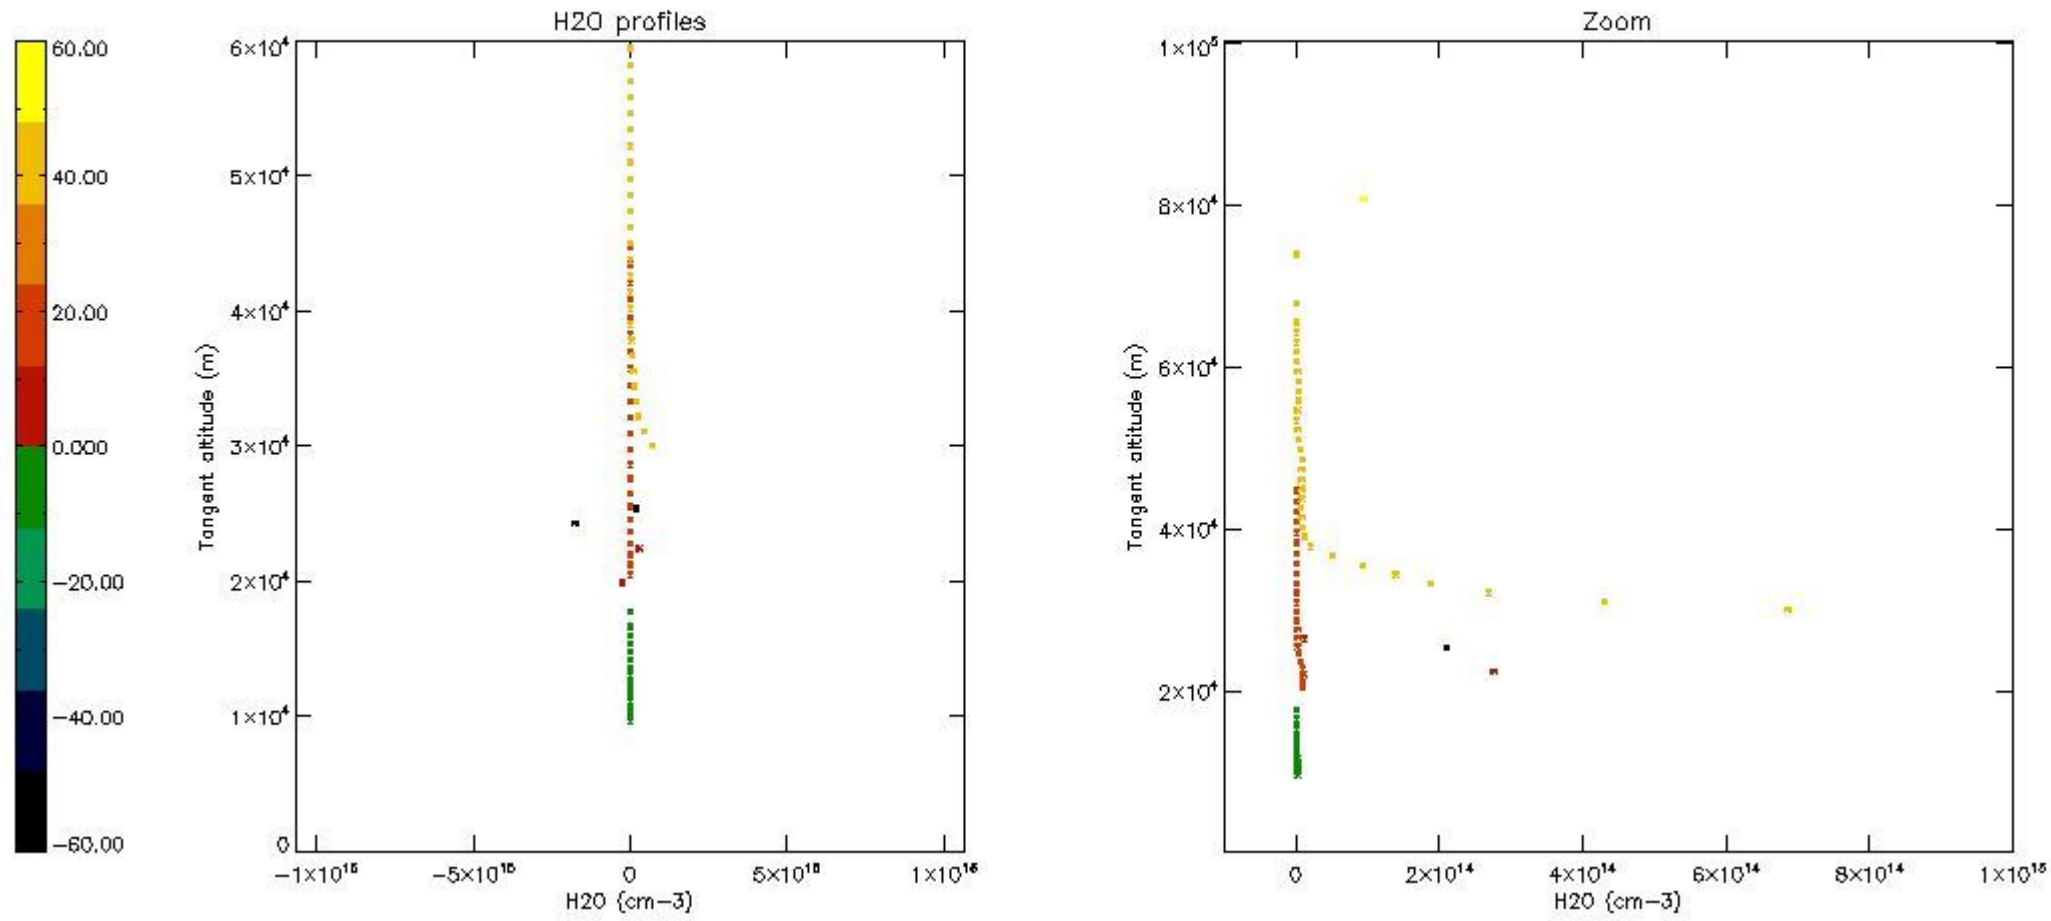 60.00
40.00
20.00
0.000
−20.00
−40.00
−60.00
H2O profiles
6×10⁴
5×10⁴
4×10⁴
3×10⁴
2×10⁴
1×10⁴
0
Tangent altitude (m)
−1×10¹⁶ −5×10¹⁵ 0 5×10¹⁵ 1×10¹⁶
H2O (cm−3)
Zoom
1×10⁵
8×10⁴
6×10⁴
4×10⁴
2×10⁴
Tangent altitude (m)
0 2×10¹⁴ 4×10¹⁴ 6×10¹⁴ 8×10¹⁴ 1×10¹⁵
H2O (cm−3)